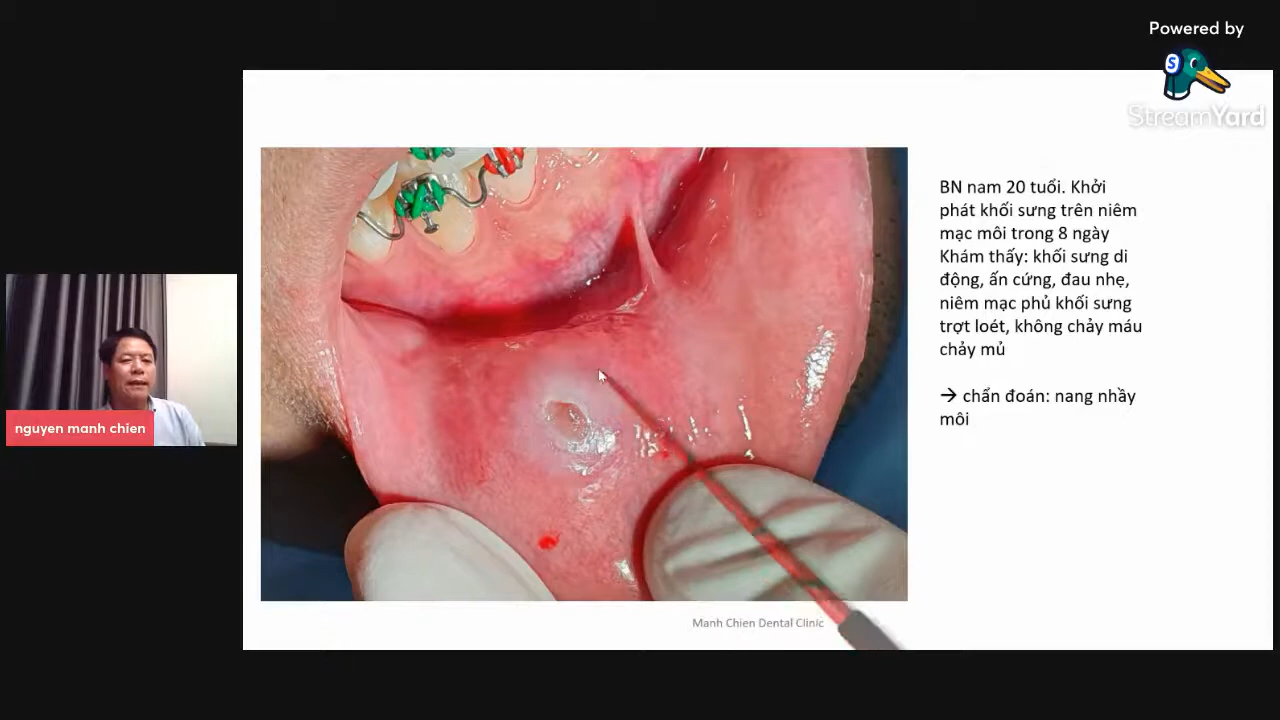 Powered by
StreamYard
BN nam 20 tuổi. Khởi
phát khối sưng trên niêm
mạc môi trong 8 ngày
Khám thấy: khối sưng di
động, ấn cứng, đau nhẹ,
niêm mạc phủ khối sưng
trợt loét, không chảy máu
chảy mủ
→ chẩn đoán: nang nhầy
môi
nguyen manh chien
Manh Chien Dental Clinic